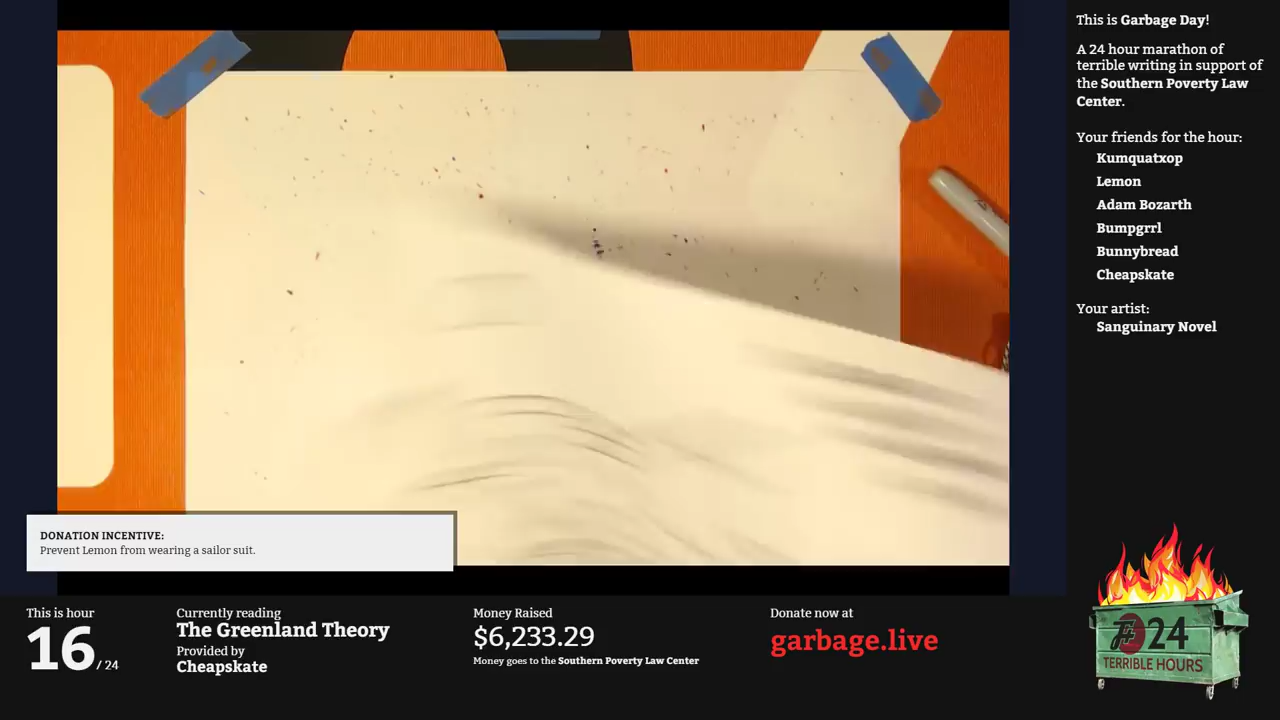 This is Garbage Day!
A 24 hour marathon of
terrible writing in support of
the Southern Poverty Law
Center.
Your friends for the hour:
Kumquatxop
Lemon
Adam Bozarth
Bumpgrrl
Bunnybread
Cheapskate
Your artist:
Sanguinary Novel
DONATION INCENTIVE:
Prevent Lemon from wearing a sailor suit.
This is hour
16 / 24
Currently reading
The Greenland Theory
Provided by
Cheapskate
Money Raised
$6,233.29
Money goes to the Southern Poverty Law Center
Donate now at
garbage.live
24
TERRIBLE HOURS